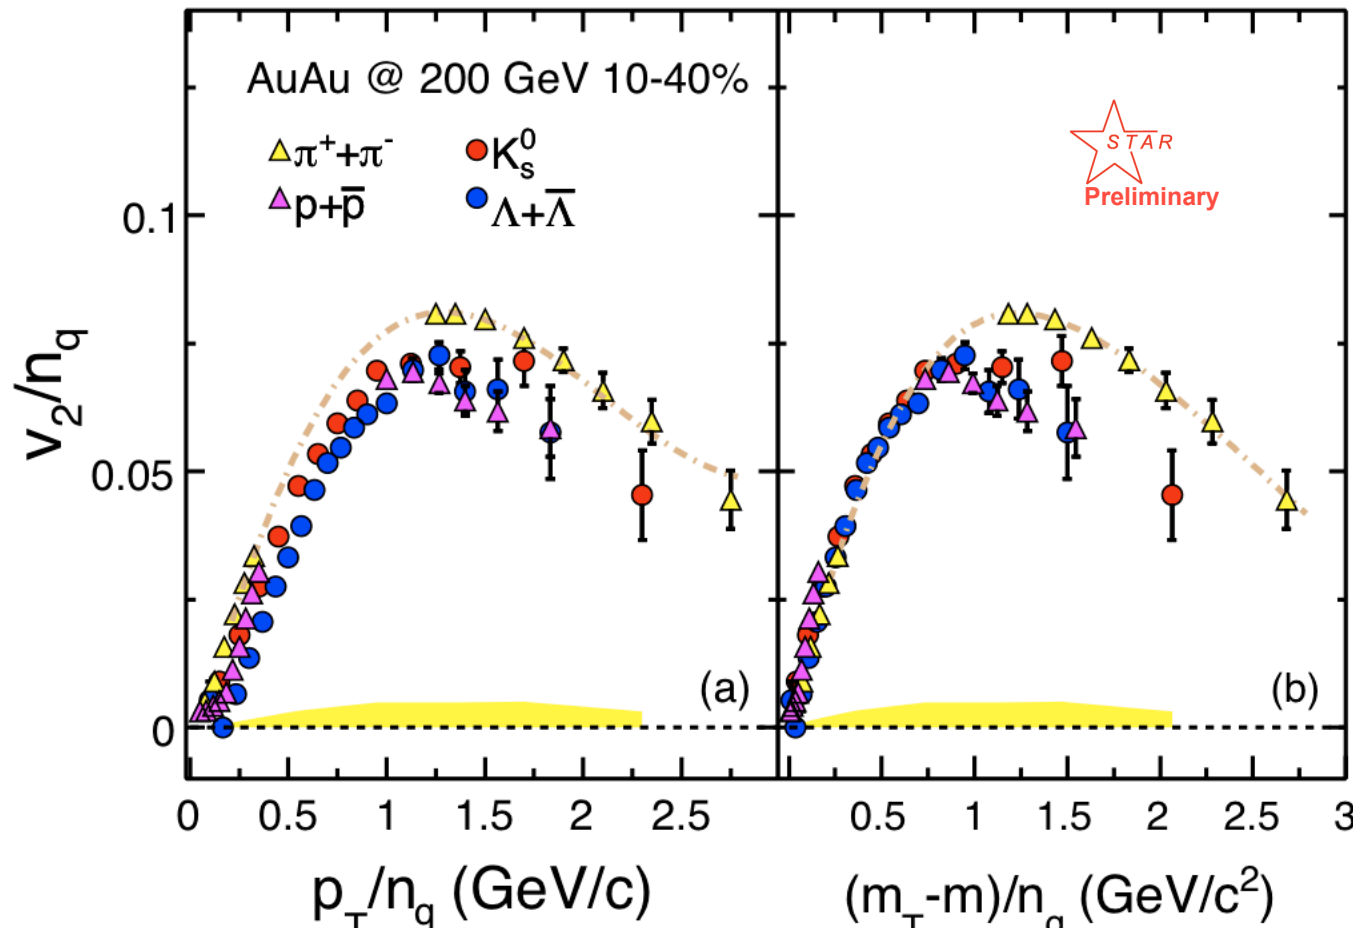 AuAu @ 200 GeV 10-40%
π⁺+π⁻
K⁰ₛ
p+p̅
Λ+Λ̅
STAR
Preliminary
v₂/n_q
0.1
0.05
0
(a)
(b)
0 0.5 1 1.5 2 2.5
0.5 1 1.5 2 2.5 3
p_T/n_q (GeV/c)
(m_T-m)/n_q (GeV/c²)